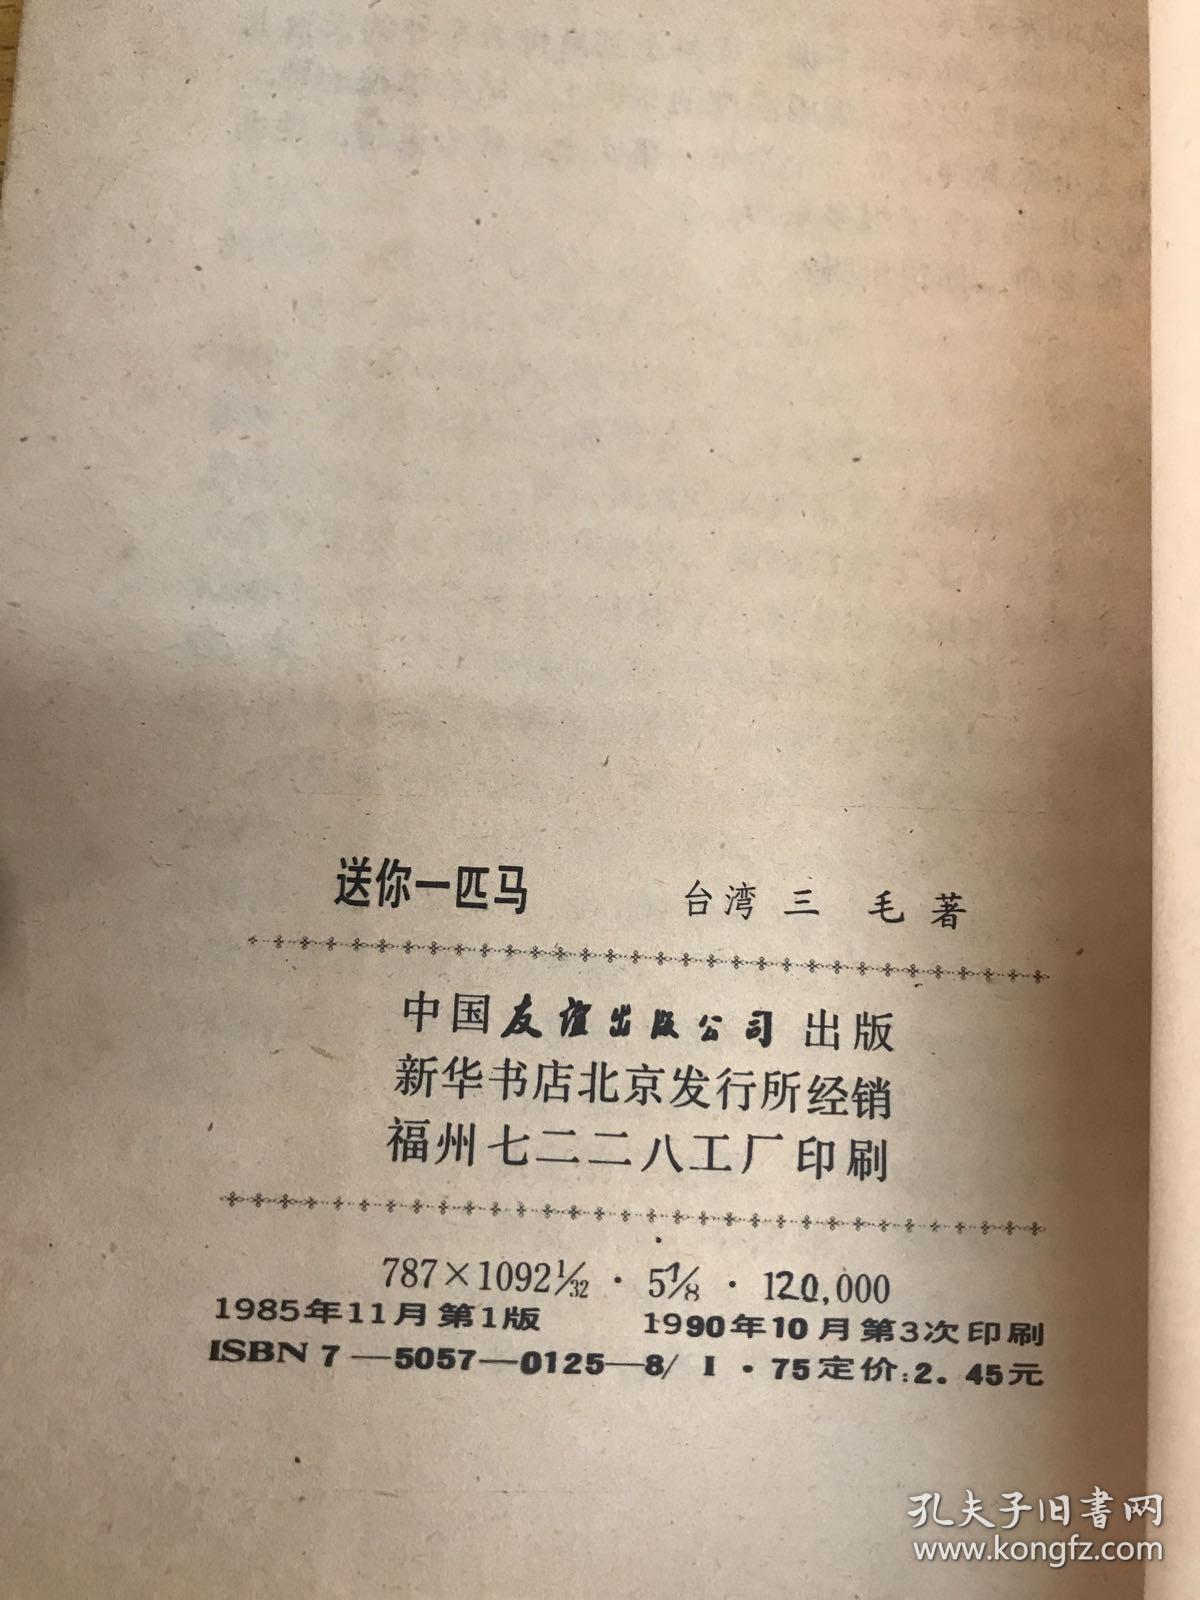 送你一匹马 台湾 三 毛 著
中国友谊出版公司 出版
新华书店北京发行所经销
福州七二二八工厂印刷
787×1092 1/32 · 5 7/8 · 120,000
1985年11月第1版 1990年10月第3次印刷
ISBN 7—5057—0125—8/ I · 75 定价:2. 45元
孔夫子旧书网
www.kongfz.com